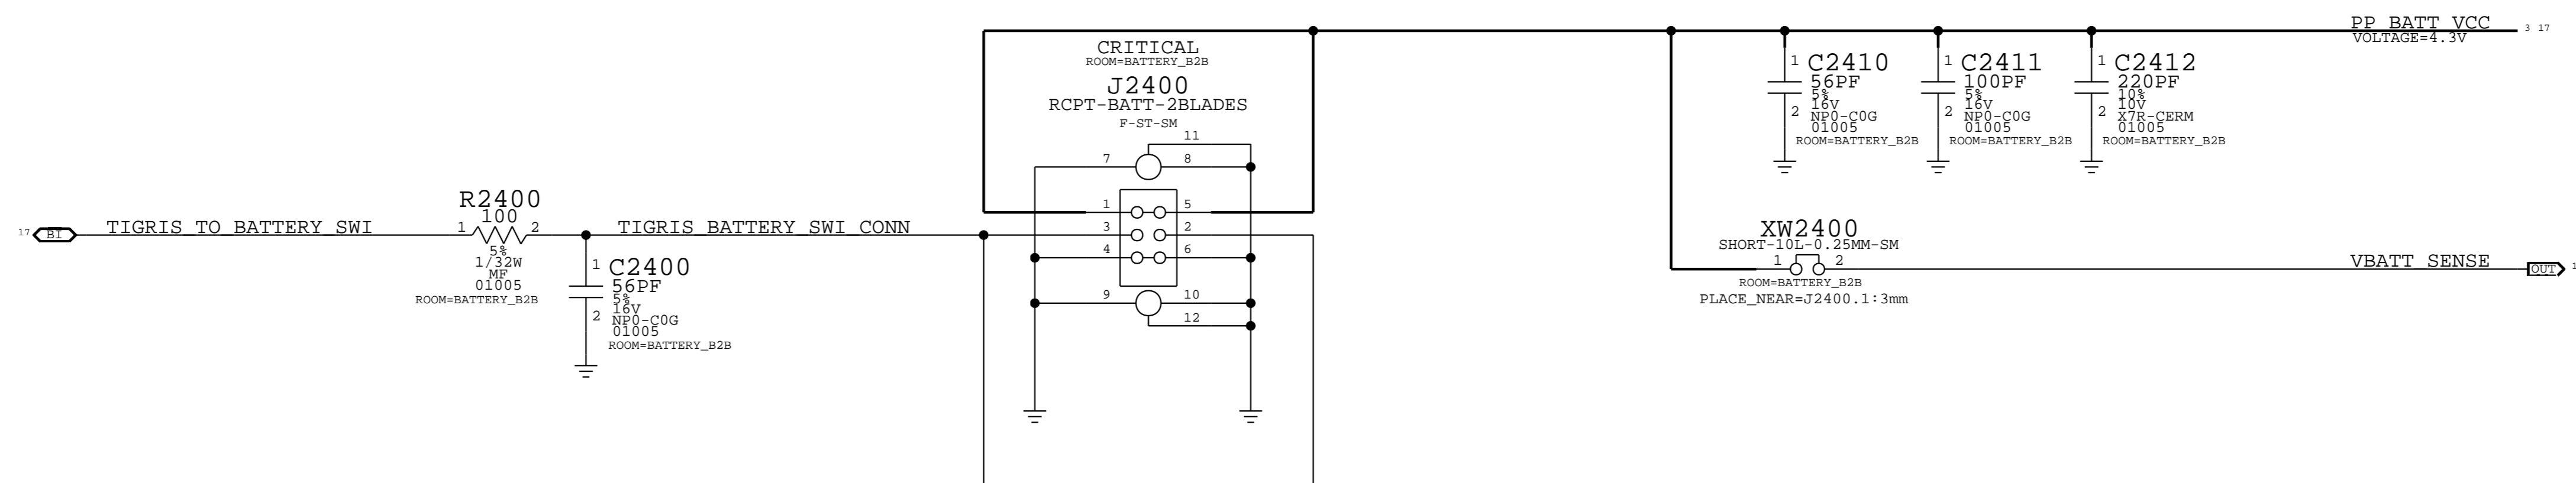 PP_BATT_VCC
3 17
VOLTAGE=4.3V
CRITICAL
ROOM=BATTERY_B2B
J2400
RCPT-BATT-2BLADES
F-ST-SM
11
7
8
1
5
3
2
4
6
9
10
12
1
C2410
56PF
5%
16V
2
NP0-C0G
01005
ROOM=BATTERY_B2B
1
C2411
100PF
5%
16V
2
NP0-C0G
01005
ROOM=BATTERY_B2B
1
C2412
220PF
10%
10V
2
X7R-CERM
01005
ROOM=BATTERY_B2B
17
BI
TIGRIS_TO_BATTERY_SWI
R2400
100
1
2
5%
1/32W
MF
01005
ROOM=BATTERY_B2B
TIGRIS_BATTERY_SWI_CONN
1
C2400
56PF
5%
16V
2
NP0-C0G
01005
ROOM=BATTERY_B2B
XW2400
SHORT-10L-0.25MM-SM
1
2
ROOM=BATTERY_B2B
PLACE_NEAR=J2400.1:3mm
VBATT_SENSE
OUT